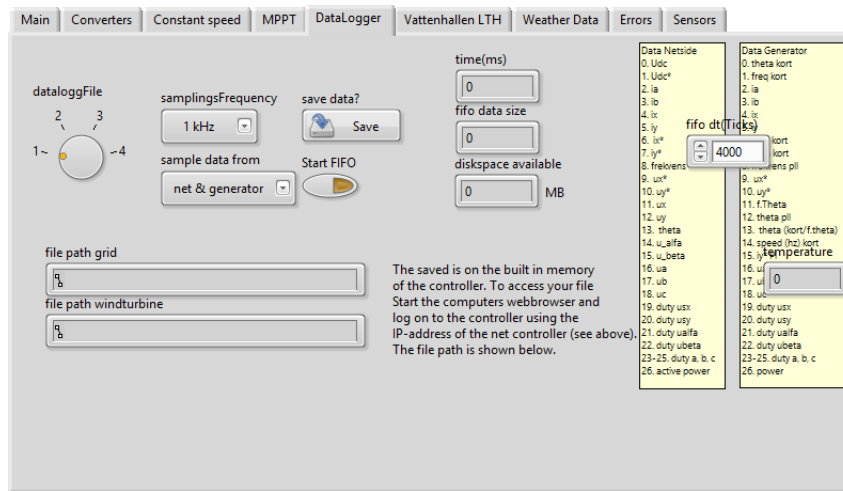 Main Converters Constant speed MPPT DataLogger Vattenhallen LTH Weather Data Errors Sensors
dataloggFile
1 2 3 4
samplingsFrequency
1 kHz
sample data from
net & generator
save data?
Save
Start FIFO
time(ms)
0
fifo data size
0
diskspace available
0 MB
file path grid
file path windturbine
The saved is on the built in memory
of the controller. To access your file
Start the computers webbrowser and
log on to the controller using the
IP-address of the net controller (see above).
The file path is shown below.
Data Netside
0. Udc
1. Udc*
2. ia
3. ib
4. ix
5. iy
6. ix*
7. iy*
8. frekvens
9. ux*
10. uy*
11. ux
12. uy
13. theta
14. u_alfa
15. u_beta
16. ua
17. ub
18. uc
19. duty usx
20. duty usy
21. duty ualfa
22. duty ubeta
23-25. duty a, b, c
26. active power
Data Generator
0. theta kort
1. freq kort
2. ia
3. ib
4. ix
fifo dt(Ticks)
4000
kort
kort
pll
9. ux*
10. uy*
11. f.Theta
12. theta pll
13. theta (kort/f.theta)
14. speed (hz) kort
15.
temperature
0
16.
17.
18. uc
19. duty usx
20. duty usy
21. duty ualfa
22. duty ubeta
23-25. duty a, b, c
26. power